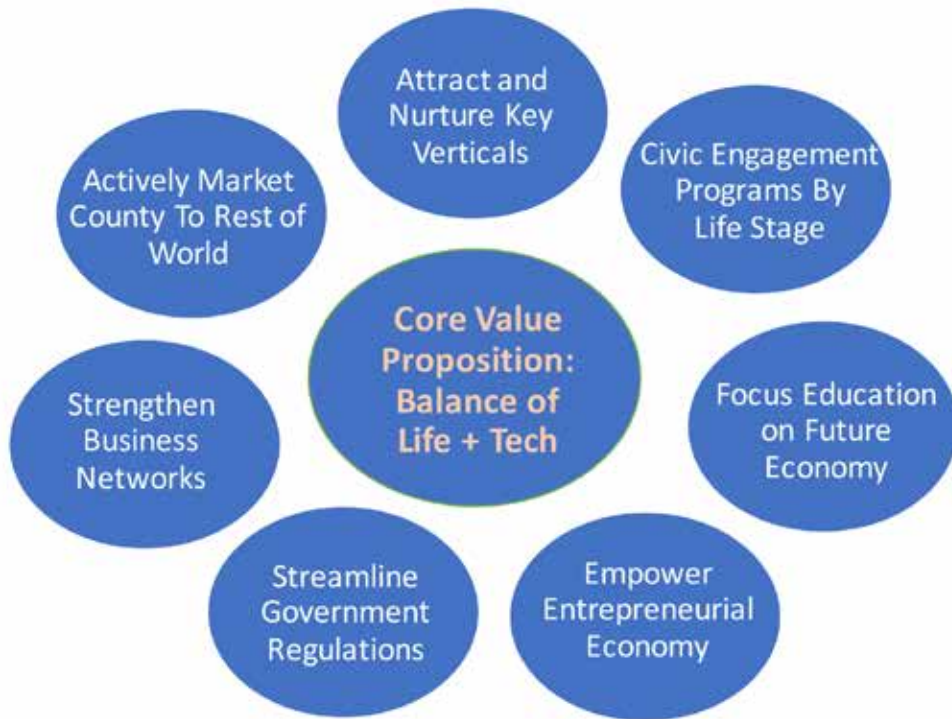 Attract and
Nurture Key
Verticals
Civic Engagement
Programs By
Life Stage
Actively Market
County To Rest of
World
Core Value
Proposition:
Balance of
Life + Tech
Focus Education
on Future
Economy
Strengthen
Business
Networks
Empower
Entrepreneurial
Economy
Streamline
Government
Regulations